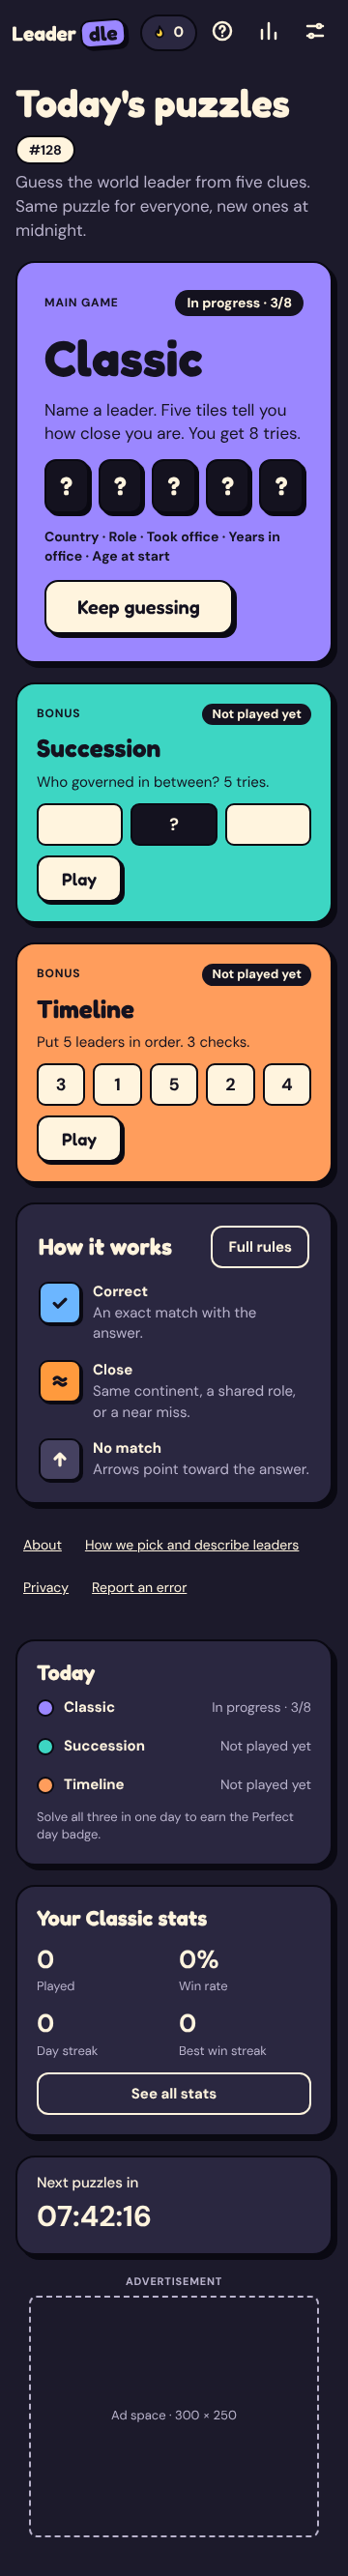 Leader dle 0
Today's puzzles
#128
Guess the world leader from five clues.
Same puzzle for everyone, new ones at
midnight.
MAIN GAME In progress · 3/8
Classic
Name a leader. Five tiles tell you
how close you are. You get 8 tries.
? ? ? ? ?
Country · Role · Took office · Years in
office · Age at start
Keep guessing
BONUS Not played yet
Succession
Who governed in between? 5 tries.
?
Play
BONUS Not played yet
Timeline
Put 5 leaders in order. 3 checks.
3 1 5 2 4
Play
How it works Full rules
Correct
An exact match with the
answer.
Close
Same continent, a shared role,
or a near miss.
No match
Arrows point toward the answer.
About How we pick and describe leaders
Privacy Report an error
Today
Classic In progress · 3/8
Succession Not played yet
Timeline Not played yet
Solve all three in one day to earn the Perfect
day badge.
Your Classic stats
0 0%
Played Win rate
0 0
Day streak Best win streak
See all stats
Next puzzles in
07:42:16
ADVERTISEMENT
Ad space · 300 × 250